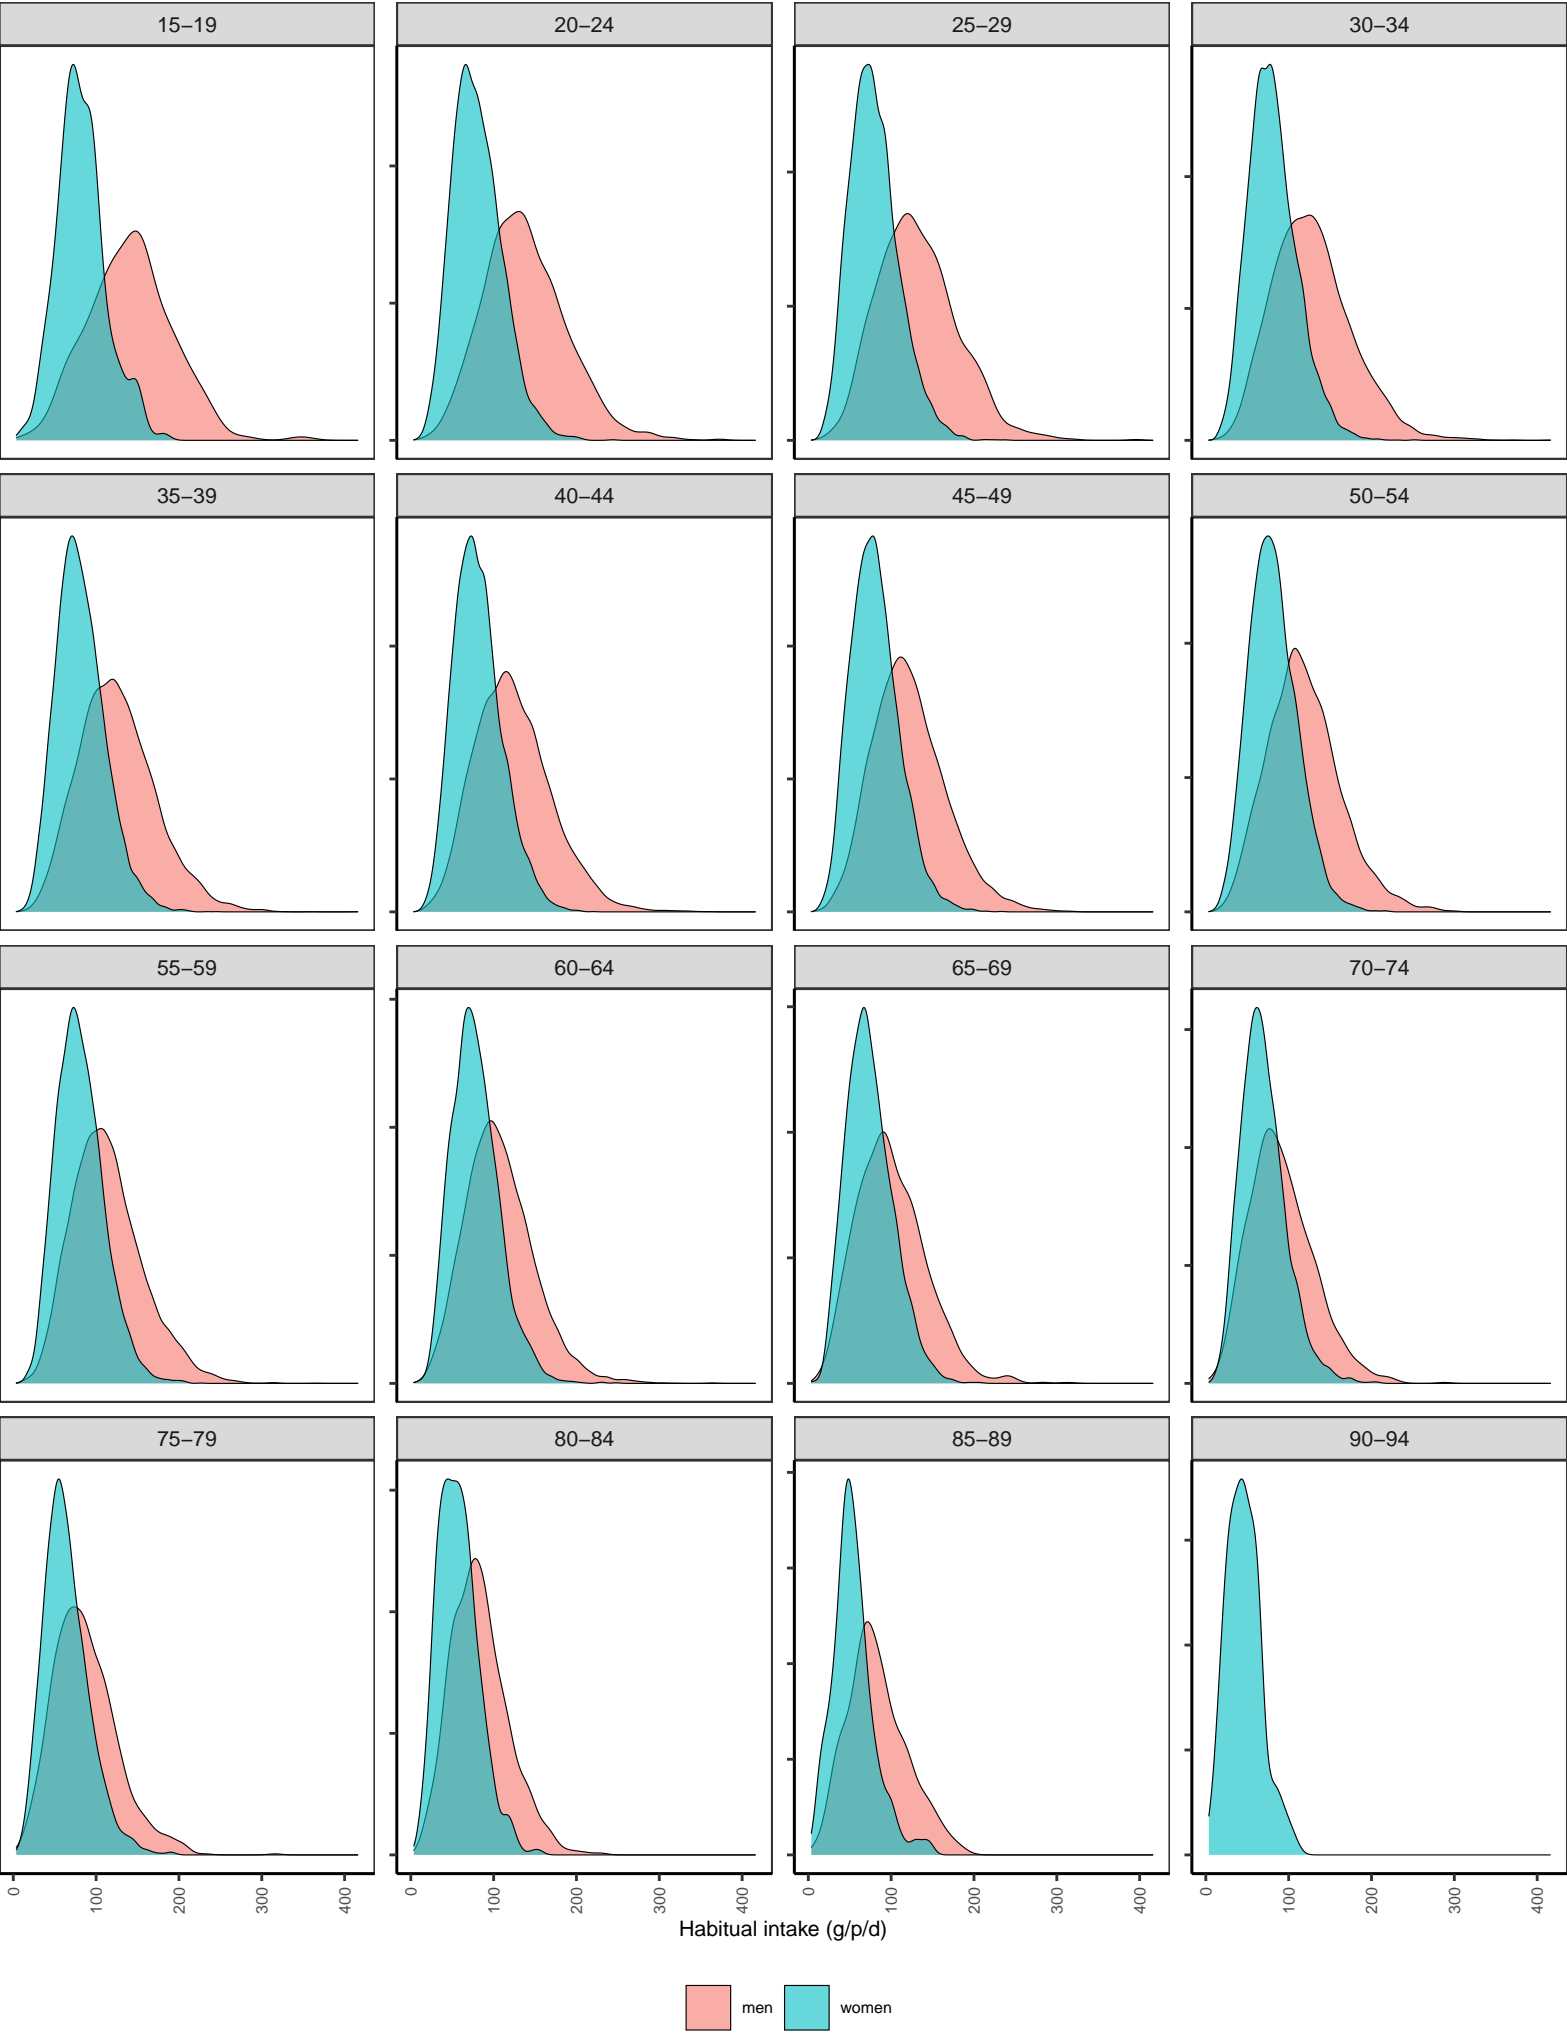 15–19 20–24 25–29 30–34
35–39 40–44 45–49 50–54
55–59 60–64 65–69 70–74
75–79 80–84 85–89 90–94
0 100 200 300 400 0 100 200 300 400 0 100 200 300 400 0 100 200 300 400
Habitual intake (g/p/d)
men women